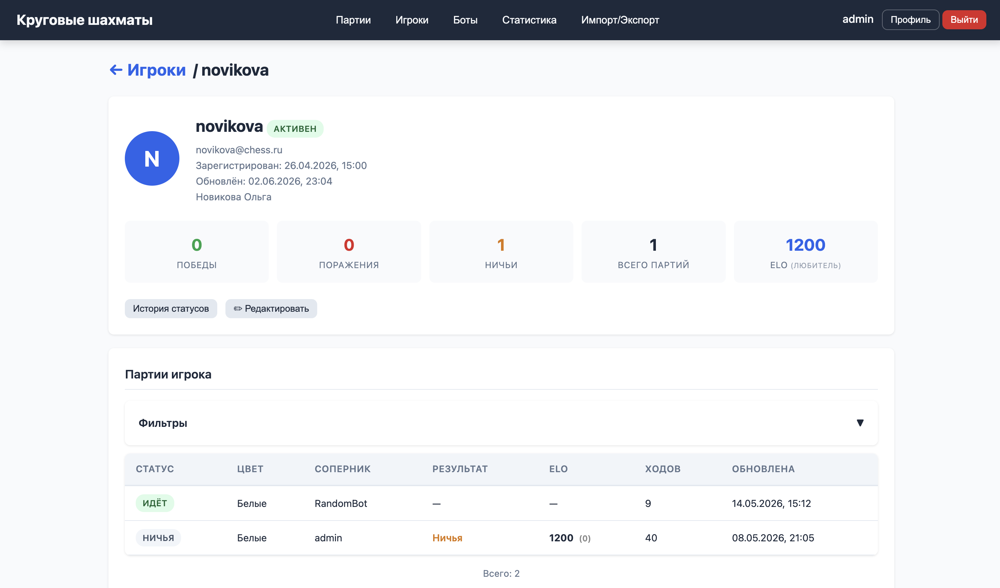 Круговые шахматы Партии Игроки Боты Статистика Импорт/Экспорт admin Профиль Выйти
← Игроки / novikova
novikova АКТИВЕН
N
novikova@chess.ru
Зарегистрирован: 26.04.2026, 15:00
Обновлён: 02.06.2026, 23:04
Новикова Ольга
0 0 1 1 1200
ПОБЕДЫ ПОРАЖЕНИЯ НИЧЬИ ВСЕГО ПАРТИЙ ELO (ЛЮБИТЕЛЬ)
История статусов ✏ Редактировать
Партии игрока
Фильтры ▼
СТАТУС ЦВЕТ СОПЕРНИК РЕЗУЛЬТАТ ELO ХОДОВ ОБНОВЛЕНА
ИДЁТ Белые RandomBot — — 9 14.05.2026, 15:12
НИЧЬЯ Белые admin Ничья 1200 (0) 40 08.05.2026, 21:05
Всего: 2